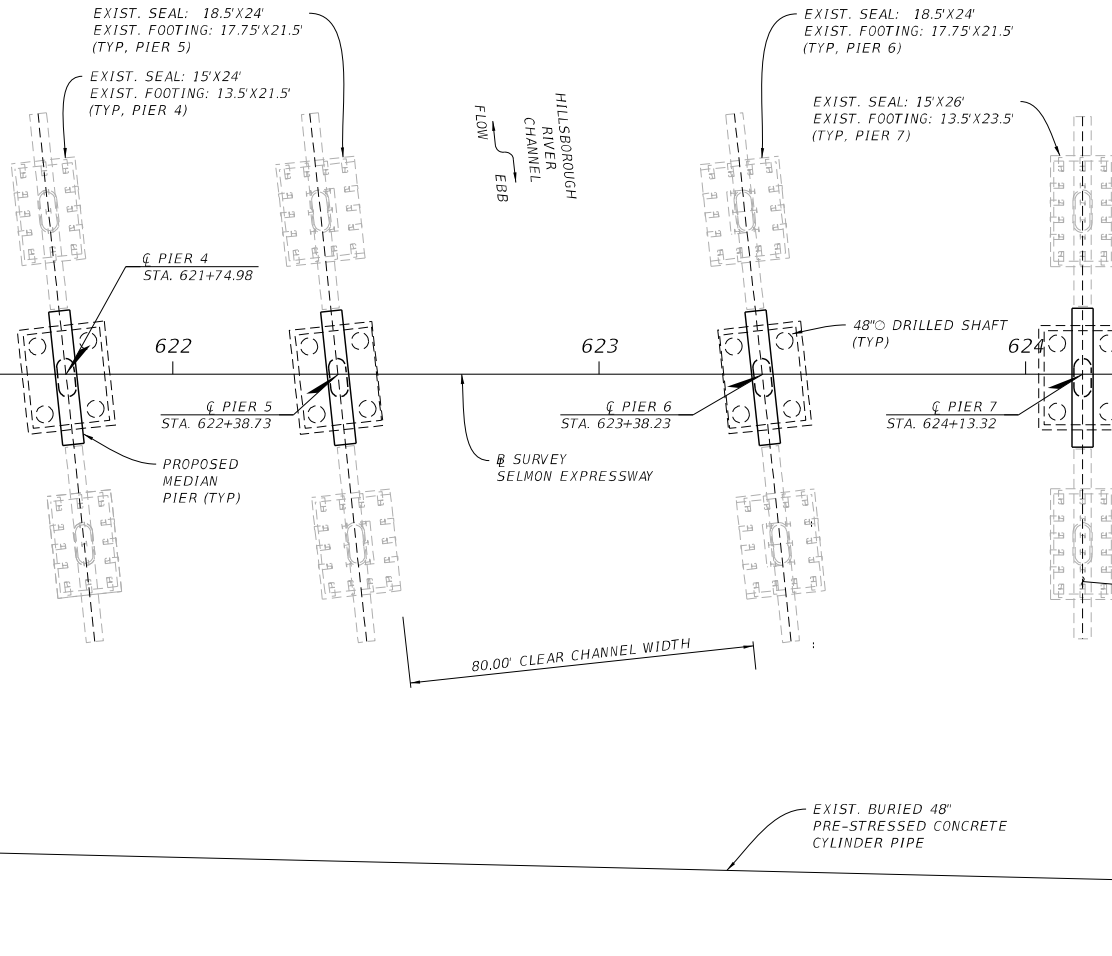 EXIST. SEAL: 18.5'X24'
EXIST. FOOTING: 17.75'X21.5'
(TYP, PIER 5)
EXIST. SEAL: 15'X24'
EXIST. FOOTING: 13.5'X21.5'
(TYP, PIER 4)
EXIST. SEAL: 18.5'X24'
EXIST. FOOTING: 17.75'X21.5'
(TYP, PIER 6)
EXIST. SEAL: 15'X26'
EXIST. FOOTING: 13.5'X23.5'
(TYP, PIER 7)
HILLSBOROUGH
RIVER
CHANNEL
FLOW
EBB
℄ PIER 4
STA. 621+74.98
622
623
624
48"∅ DRILLED SHAFT
(TYP)
℄ PIER 5
STA. 622+38.73
℄ PIER 6
STA. 623+38.23
℄ PIER 7
STA. 624+13.32
PROPOSED
MEDIAN
PIER (TYP)
BL SURVEY
SELMON EXPRESSWAY
80.00' CLEAR CHANNEL WIDTH
EXIST. BURIED 48"
PRE-STRESSED CONCRETE
CYLINDER PIPE